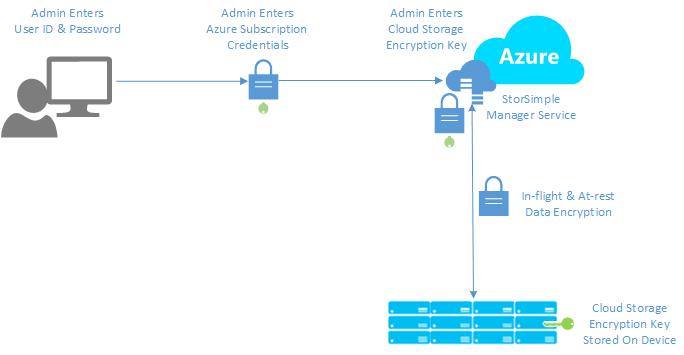 Admin Enters
User ID & Password
Admin Enters
Azure Subscription
Credentials
Admin Enters
Cloud Storage
Encryption Key
Azure
StorSimple
Manager Service
In-flight & At-rest
Data Encryption
Cloud Storage
Encryption Key
Stored On Device